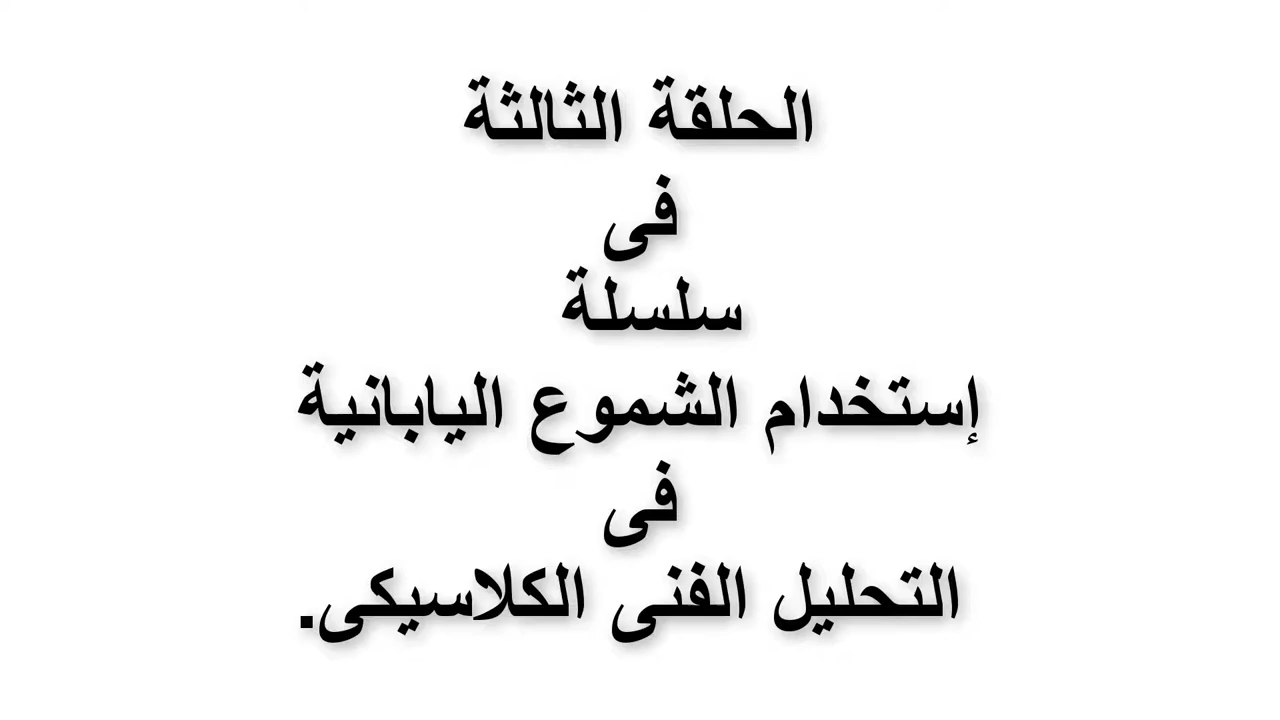 الحلقة الثالثة
فى
سلسلة
إستخدام الشموع اليابانية
فى
التحليل الفنى الكلاسيكى.